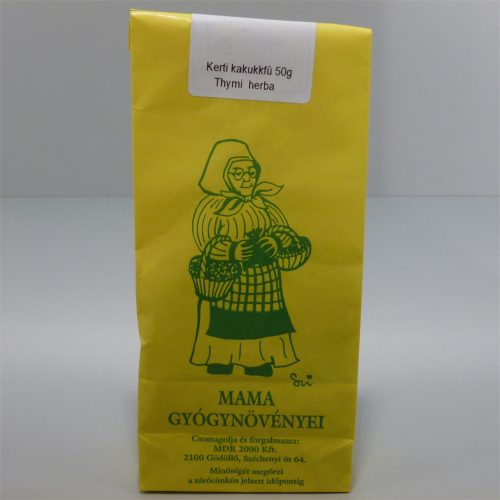 Kerti kakukkfű 50g
Thymi herba
MAMA
GYÓGYNÖVÉNYEI
Csomagolja és forgalmazza:
MDR 2000 Kft.
2100 Gödöllő, Széchenyi út 64.
Minőségét megőrzi
a zárócímkén jelzett időpontig